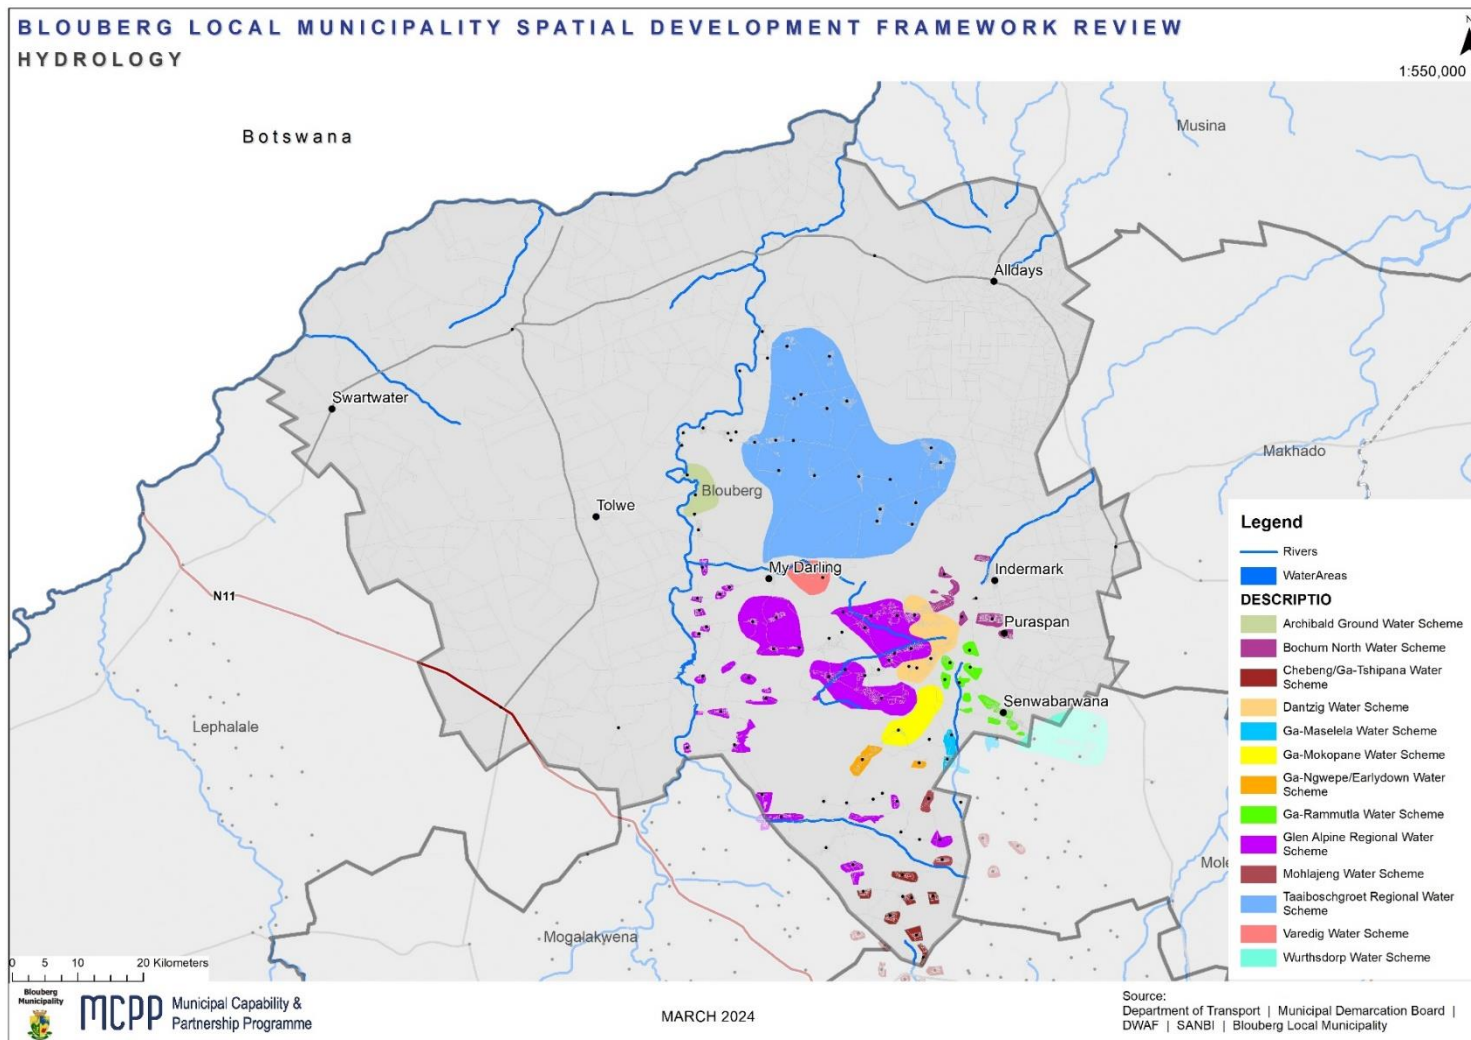 BLOUBERG LOCAL MUNICIPALITY SPATIAL DEVELOPMENT FRAMEWORK REVIEW
HYDROLOGY
N
1:550,000
Botswana
Musina
Alldays
Swartwater
Makhado
Blouberg
Tolwe
My Darling
Indermark
N11
Puraspan
Senwabarwana
Lephalale
Mole
Mogalakwena
Legend
Rivers
WaterAreas
DESCRIPTIO
Archibald Ground Water Scheme
Bochum North Water Scheme
Chebeng/Ga-Tshipana Water
Scheme
Dantzig Water Scheme
Ga-Maselela Water Scheme
Ga-Mokopane Water Scheme
Ga-Ngwepe/Earlydown Water
Scheme
Ga-Rammutla Water Scheme
Glen Alpine Regional Water
Scheme
Mohlajeng Water Scheme
Taaiboschgroet Regional Water
Scheme
Varedig Water Scheme
Wurthsdorp Water Scheme
0 5 10 20 Kilometers
Blouberg
Municipality
MCPP
Municipal Capability &
Partnership Programme
MARCH 2024
Source:
Department of Transport | Municipal Demarcation Board |
DWAF | SANBI | Blouberg Local Municipality